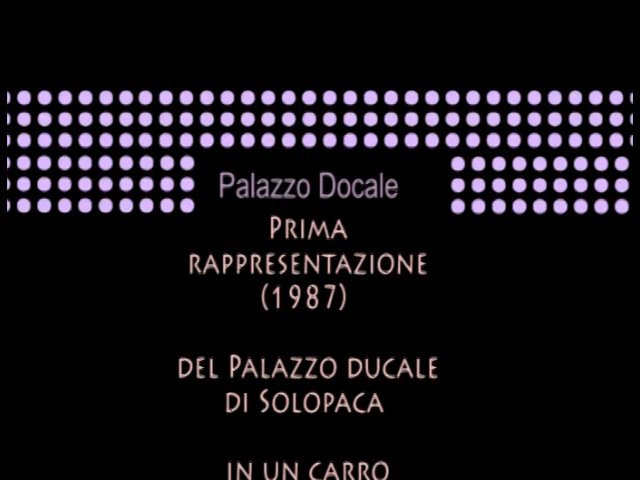 Palazzo Docale
PRIMA
RAPPRESENTAZIONE
(1987)
DEL PALAZZO DUCALE
DI SOLOPACA
IN UN CARRO